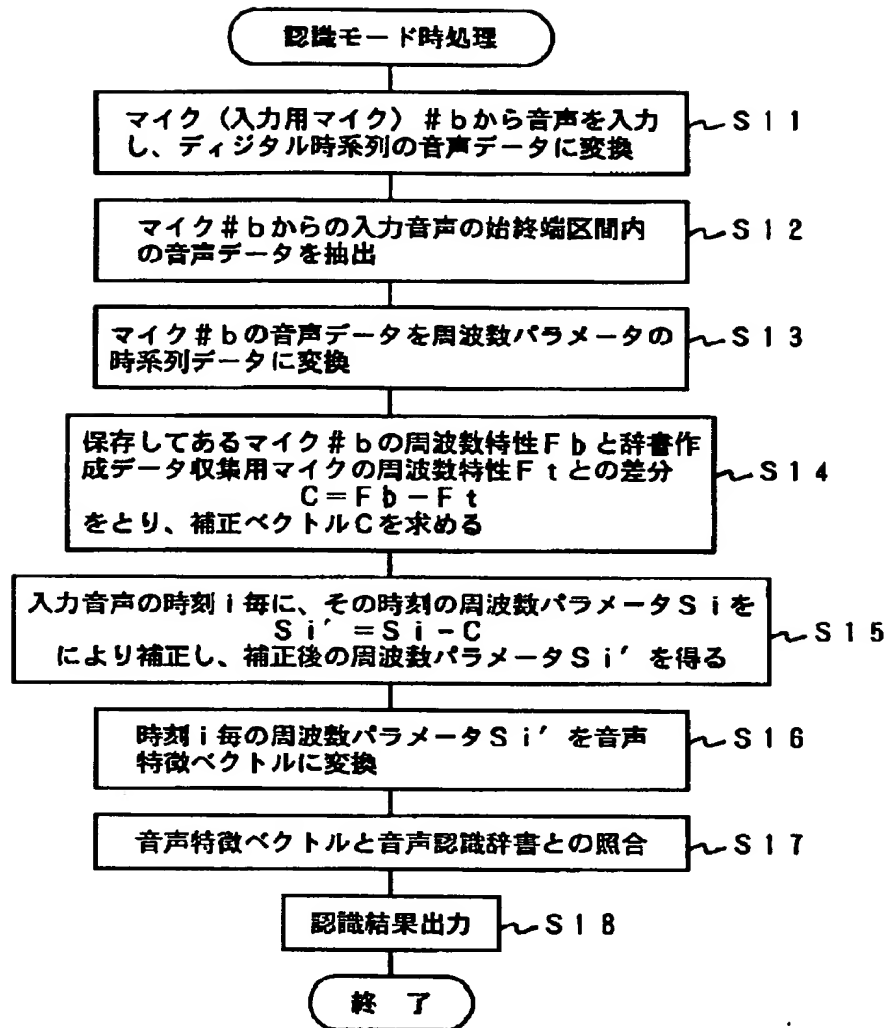 認識モード時処理
マイク（入力用マイク）＃ｂから音声を入力
し、ディジタル時系列の音声データに変換
S11
マイク＃ｂからの入力音声の始終端区間内
の音声データを抽出
S12
マイク＃ｂの音声データを周波数パラメータの
時系列データに変換
S13
保存してあるマイク＃ｂの周波数特性Ｆｂと辞書作
成データ収集用マイクの周波数特性Ｆｔとの差分
Ｃ＝Ｆｂ－Ｆｔ
をとり、補正ベクトルＣを求める
S14
入力音声の時刻ｉ毎に、その時刻の周波数パラメータＳｉを
Ｓｉ′＝Ｓｉ－Ｃ
により補正し、補正後の周波数パラメータＳｉ′を得る
S15
時刻ｉ毎の周波数パラメータＳｉ′を音声
特徴ベクトルに変換
S16
音声特徴ベクトルと音声認識辞書との照合
S17
認識結果出力
S18
終 了